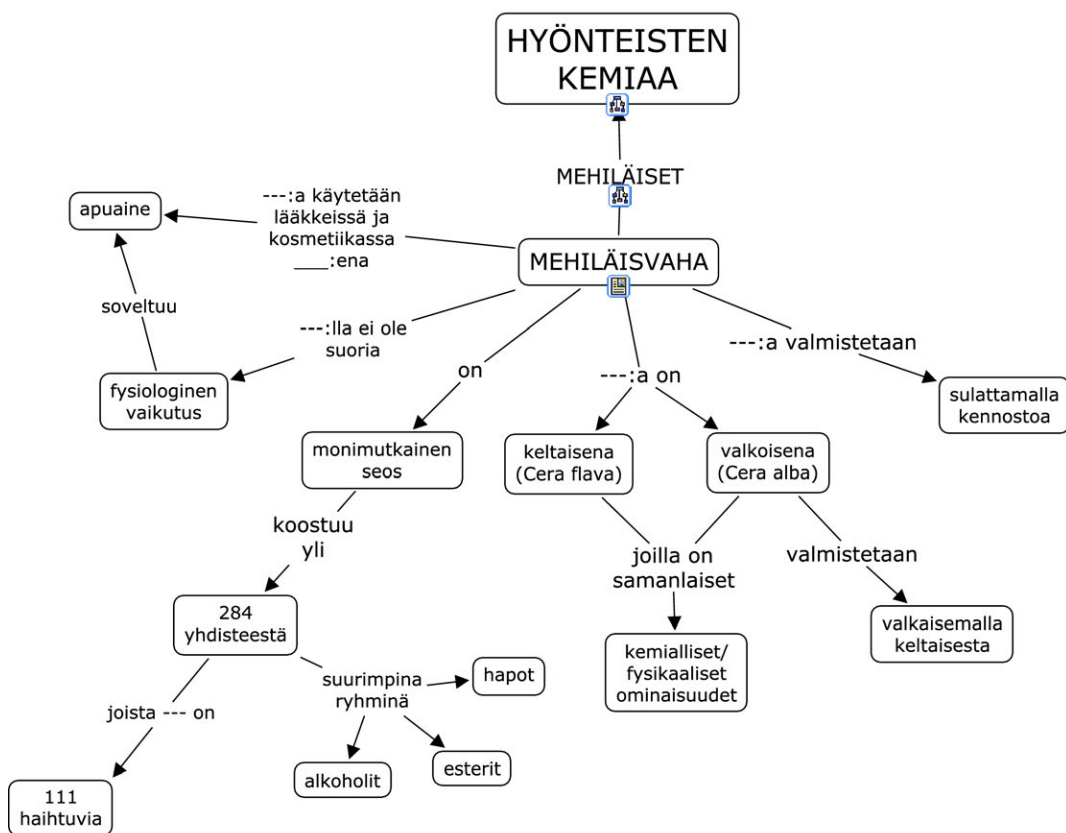 HYÖNTEISTEN
KEMIAA
MEHILÄISET
MEHILÄISVAHA
---:a käytetään
lääkkeissä ja
kosmetiikassa
___:ena
apuaine
soveltuu
---:lla ei ole
suoria
fysiologinen
vaikutus
on
monimutkainen
seos
koostuu
yli
284
yhdisteestä
joista --- on
111
haihtuvia
suurimpina
ryhminä
hapot
esterit
alkoholit
---:a on
keltaisena
(Cera flava)
valkoisena
(Cera alba)
joilla on
samanlaiset
kemialliset/
fysikaaliset
ominaisuudet
valmistetaan
valkaisemalla
keltaisesta
---:a valmistetaan
sulattamalla
kennostoa